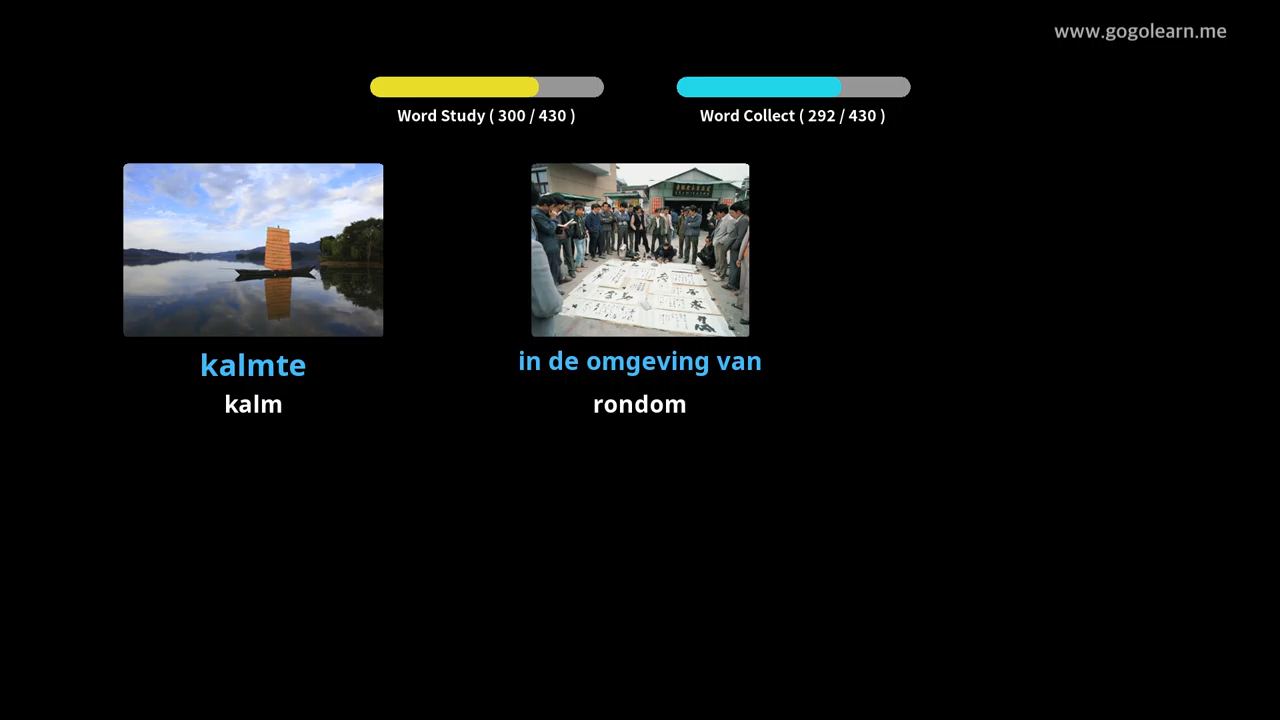 www.gogolearn.me
Word Study ( 300 / 430 )
Word Collect ( 292 / 430 )
kalmte
kalm
in de omgeving van
rondom